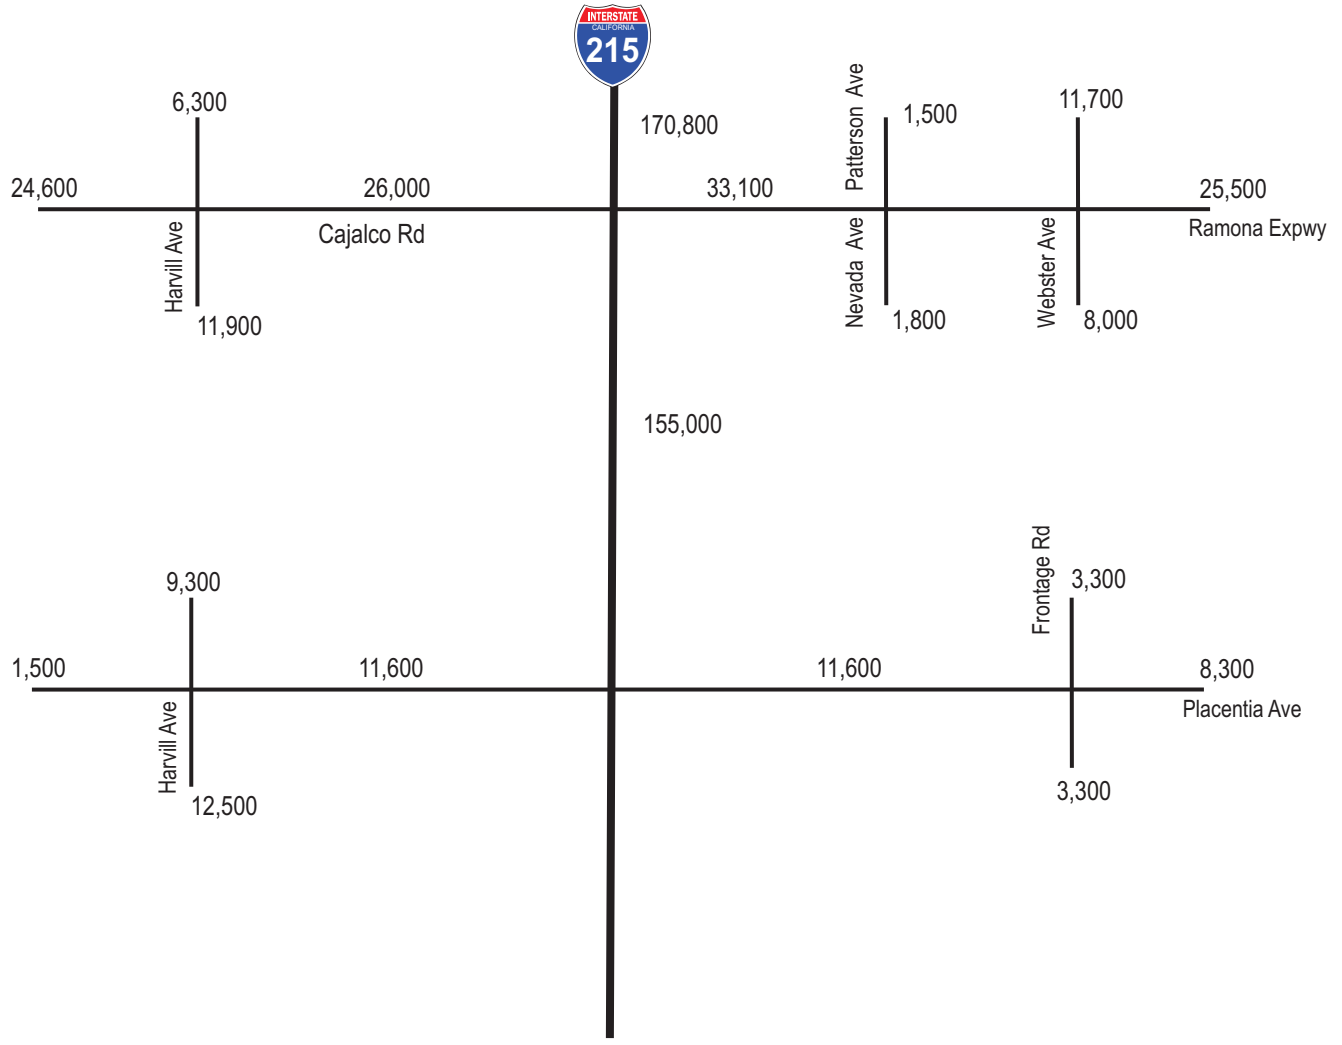 INTERSTATE
CALIFORNIA
215
6,300
170,800
Patterson Ave
1,500
11,700
24,600
26,000
33,100
25,500
Cajalco Rd
Ramona Expwy
Harvill Ave
Nevada Ave
Webster Ave
11,900
1,800
8,000
155,000
Frontage Rd
9,300
3,300
1,500
11,600
11,600
8,300
Placentia Ave
Harvill Ave
12,500
3,300